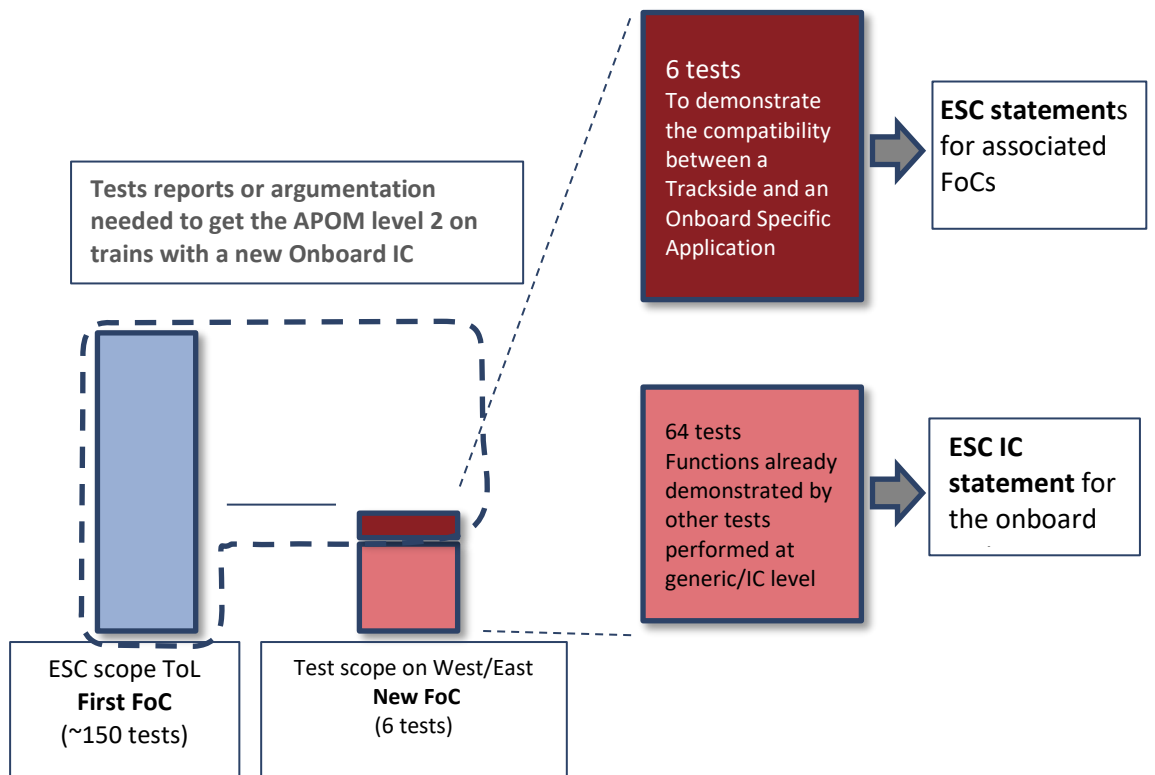 Tests reports or argumentation
needed to get the APOM level 2 on
trains with a new Onboard IC
6 tests
To demonstrate
the compatibility
between a
Trackside and an
Onboard Specific
Application
ESC statements
for associated
FoCs
64 tests
Functions already
demonstrated by
other tests
performed at
generic/IC level
ESC IC
statement for
the onboard
ESC scope ToL
First FoC
(~150 tests)
Test scope on West/East
New FoC
(6 tests)